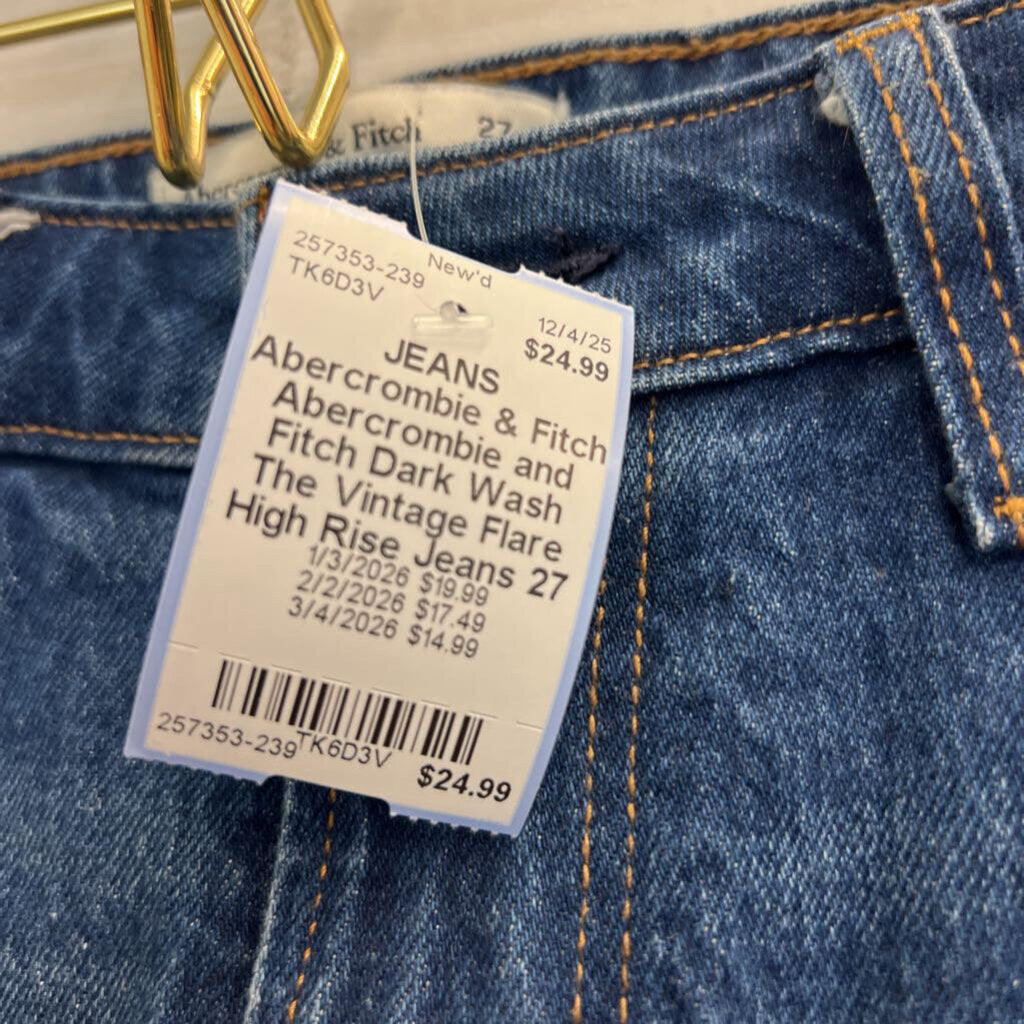 & Fitch 27
Abercro
257353-239 New'd
TK6D3V
12/4/25
$24.99
JEANS
Abercrombie & Fitch
Abercrombie and
Fitch Dark Wash
The Vintage Flare
High Rise Jeans 27
1/3/2026 $19.99
2/2/2026 $17.49
3/4/2026 $14.99
257353-239 TK6D3V
$24.99